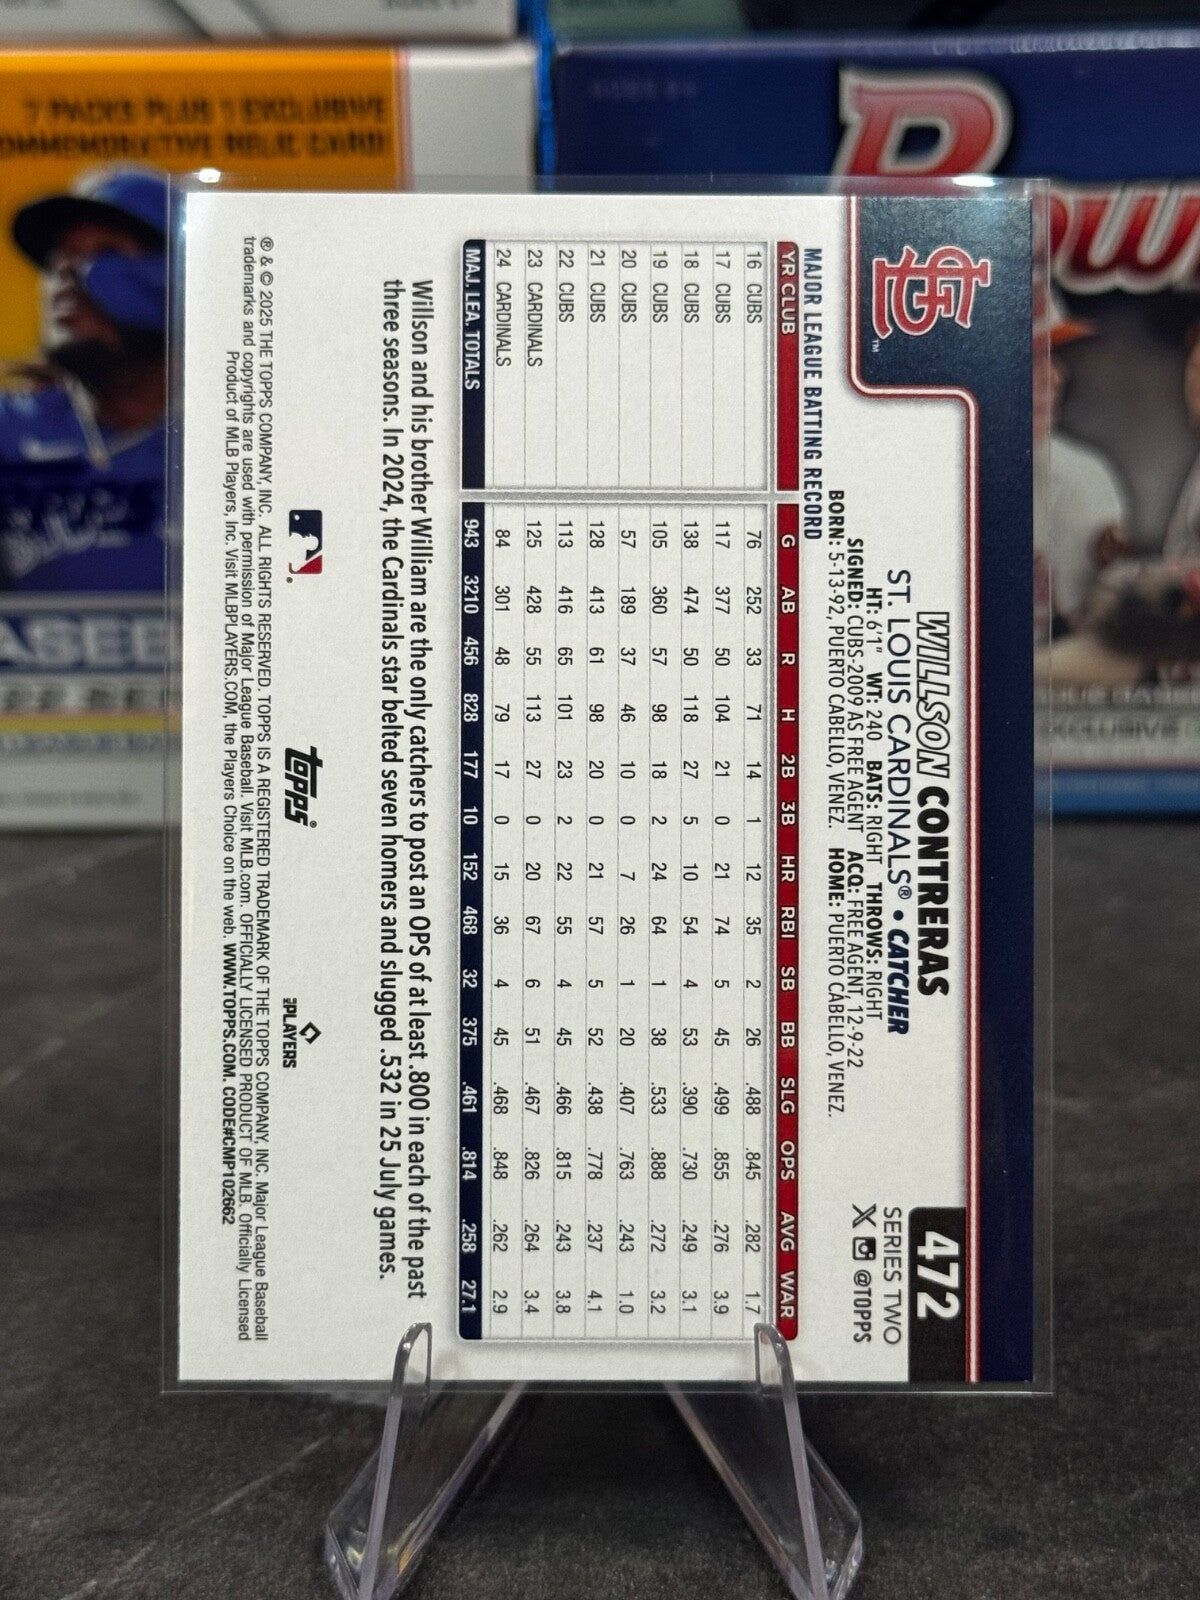 7 PACKS PLUS 1 EXCLUSIVE
COMMEMORATIVE RELIC CARD!
472
SERIES TWO
@TOPPS
WILLSON CONTRERAS
ST. LOUIS CARDINALS® • CATCHER
HT: 6'1" WT: 240 BATS: RIGHT THROWS: RIGHT
SIGNED: CUBS-2009 AS FREE AGENT ACQ: FREE AGENT, 12-9-22
BORN: 5-13-92, PUERTO CABELLO, VENEZ. HOME: PUERTO CABELLO, VENEZ.
MAJOR LEAGUE BATTING RECORD
YR CLUB G AB R H 2B 3B HR RBI SB BB SLG OPS AVG WAR
16 CUBS 76 252 33 71 14 1 12 35 2 26 .488 .845 .282 1.7
17 CUBS 117 377 50 104 21 0 21 74 5 45 .499 .855 .276 3.9
18 CUBS 138 474 50 118 27 5 10 54 4 53 .390 .730 .249 3.1
19 CUBS 105 360 57 98 18 2 24 64 1 38 .533 .888 .272 3.2
20 CUBS 57 189 37 46 10 0 7 26 1 20 .407 .763 .243 1.0
21 CUBS 128 413 61 98 20 0 21 57 5 52 .438 .778 .237 4.1
22 CUBS 113 416 65 101 23 2 22 55 4 45 .466 .815 .243 3.8
23 CARDINALS 125 428 55 113 27 0 20 67 6 51 .467 .826 .264 3.4
24 CARDINALS 84 301 48 79 17 0 15 36 4 45 .468 .848 .262 2.9
MAJ. LEA. TOTALS 943 3210 456 828 177 10 152 468 32 375 .461 .814 .258 27.1
Willson and his brother William are the only catchers to post an OPS of at least .800 in each of the past
three seasons. In 2024, the Cardinals star belted seven homers and slugged .532 in 25 July games.
topps®
PLAYERS
® & © 2025 THE TOPPS COMPANY, INC. ALL RIGHTS RESERVED. TOPPS IS A REGISTERED TRADEMARK OF THE TOPPS COMPANY, INC. Major League Baseball
trademarks and copyrights are used with permission of Major League Baseball. Visit MLB.com. OFFICIALLY LICENSED PRODUCT OF MLB. Officially Licensed
Product of MLB Players, Inc. Visit MLBPLAYERS.COM, the Players Choice on the web. WWW.TOPPS.COM. CODE#CMP102662